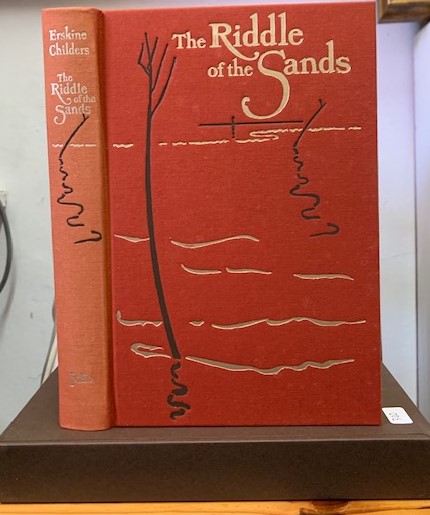 Erskine
Childers
The
Riddle
of the
Sands
The Riddle
of the Sands